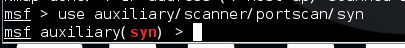 msf > use auxiliary/scanner/portscan/syn
msf auxiliary(syn) >